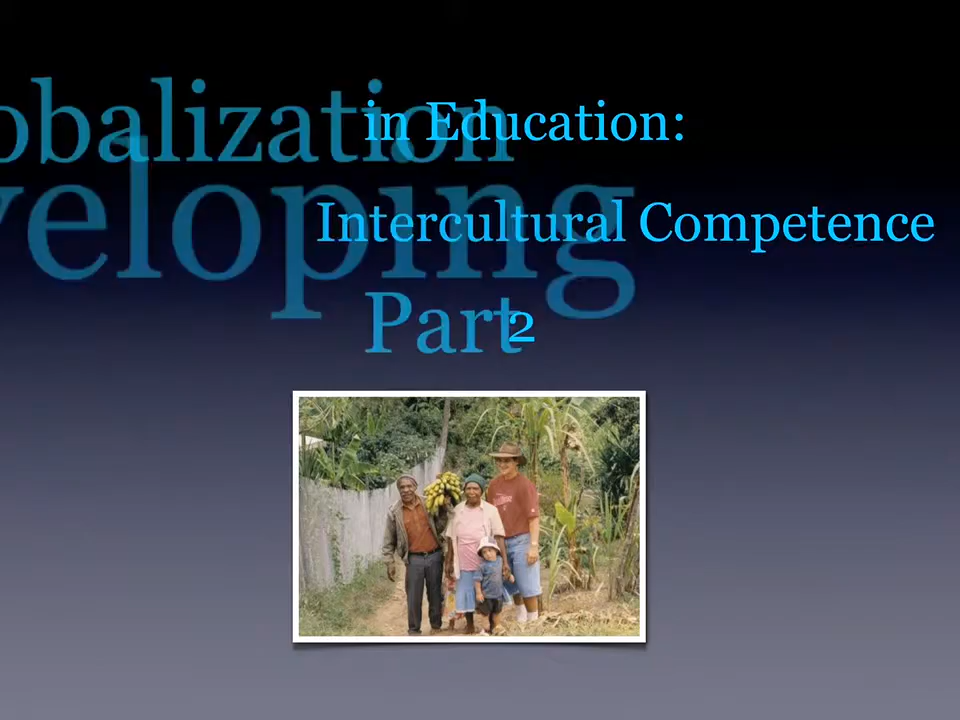 obalization in Education:
veloping Intercultural Competence
Part 2